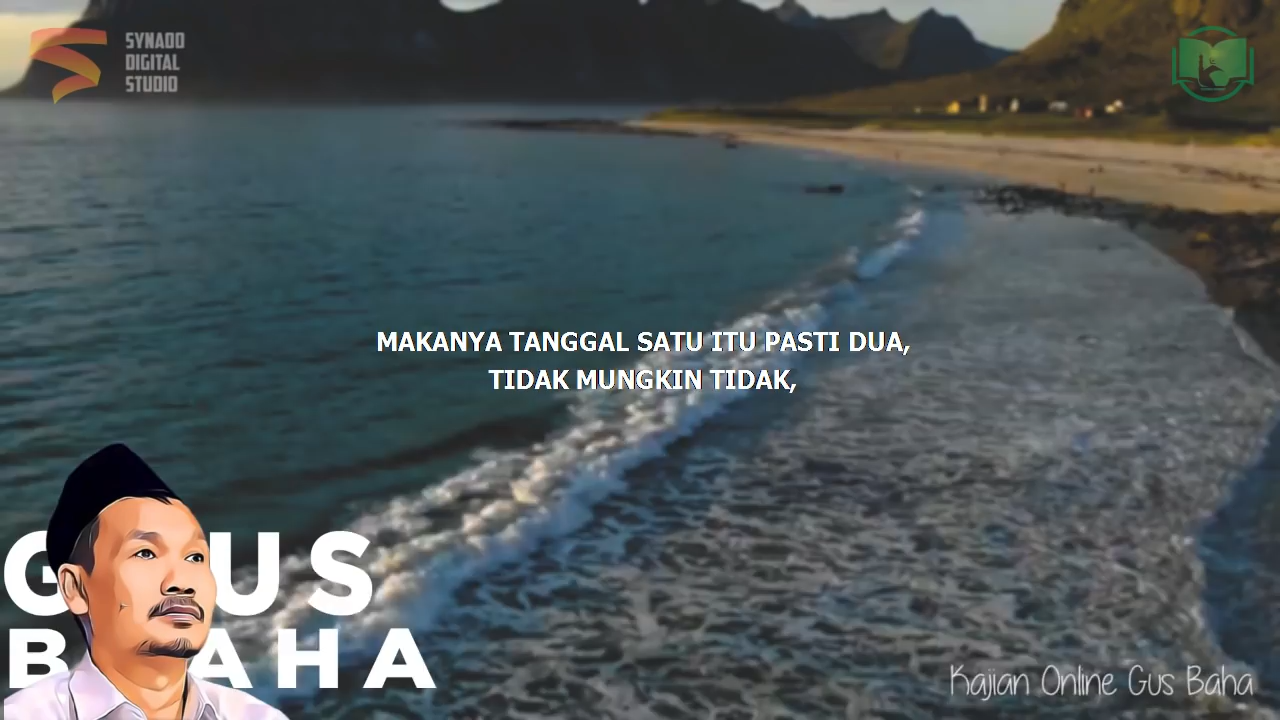 SYNADO
DIGITAL
STUDIO
MAKANYA TANGGAL SATU ITU PASTI DUA,
TIDAK MUNGKIN TIDAK,
GUS
BAHA
Kajian Online Gus Baha